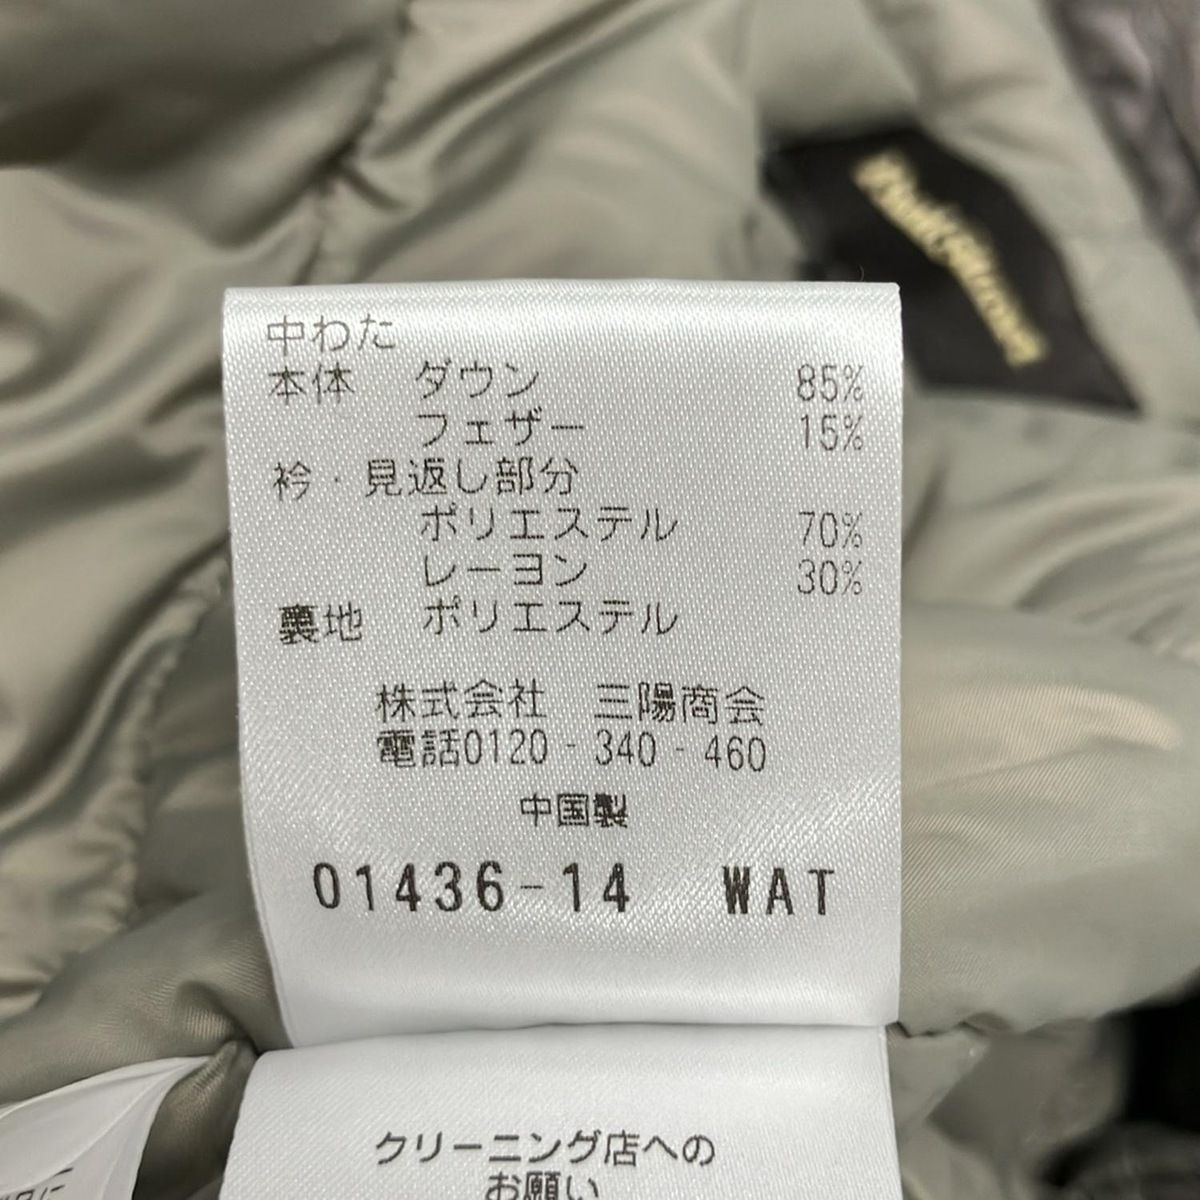 中わた
本体 ダウン 85%
フェザー 15%
衿・見返し部分
ポリエステル 70%
レーヨン 30%
裏地 ポリエステル
株式会社 三陽商会
電話0120-340-460
中国製
01436-14 WAT
クリーニング店への
お願い